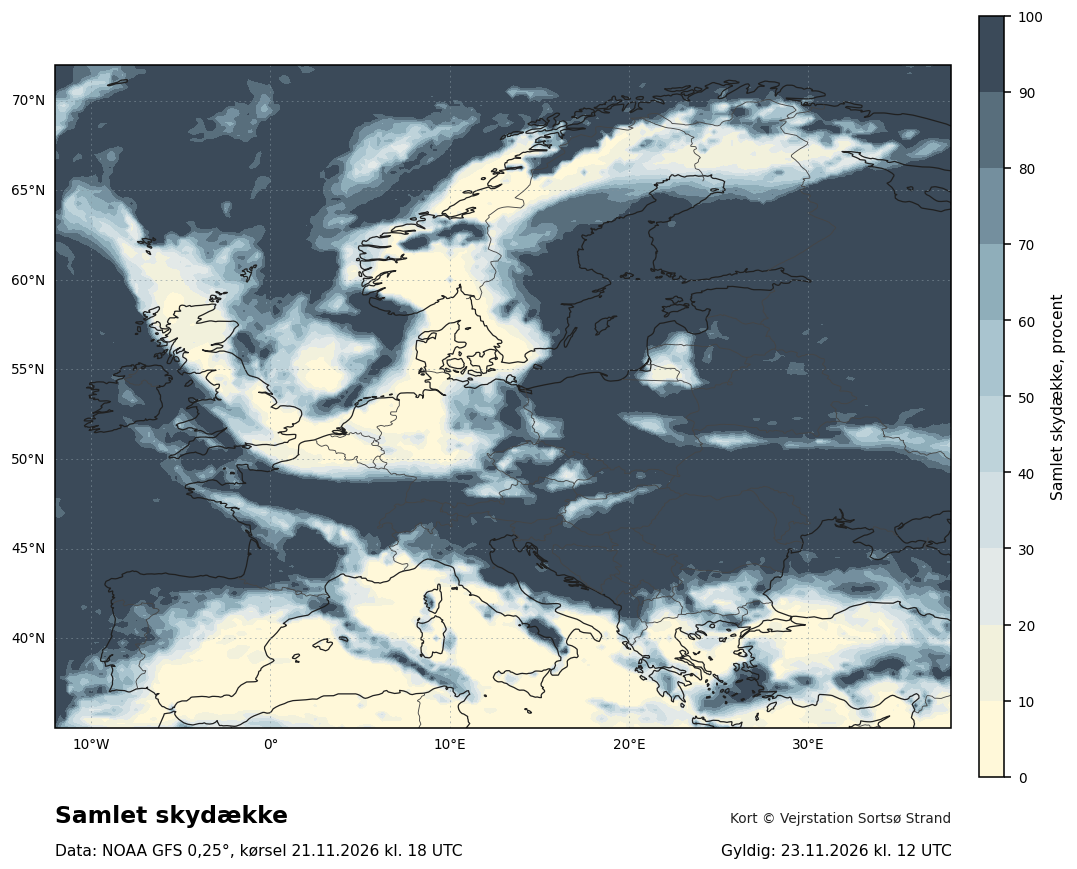 100
90
80
70
60
50
40
30
20
10
0
Samlet skydække, procent
70°N
65°N
60°N
55°N
50°N
45°N
40°N
10°W
0°
10°E
20°E
30°E
Samlet skydække
Kort © Vejrstation Sortsø Strand
Data: NOAA GFS 0,25°, kørsel 21.11.2026 kl. 18 UTC
Gyldig: 23.11.2026 kl. 12 UTC